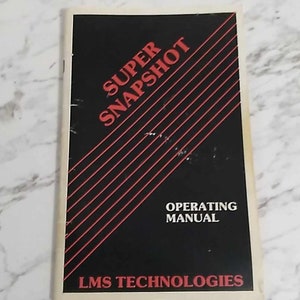 SUPER
SNAPSHOT
OPERATING
MANUAL
LMS TECHNOLOGIES